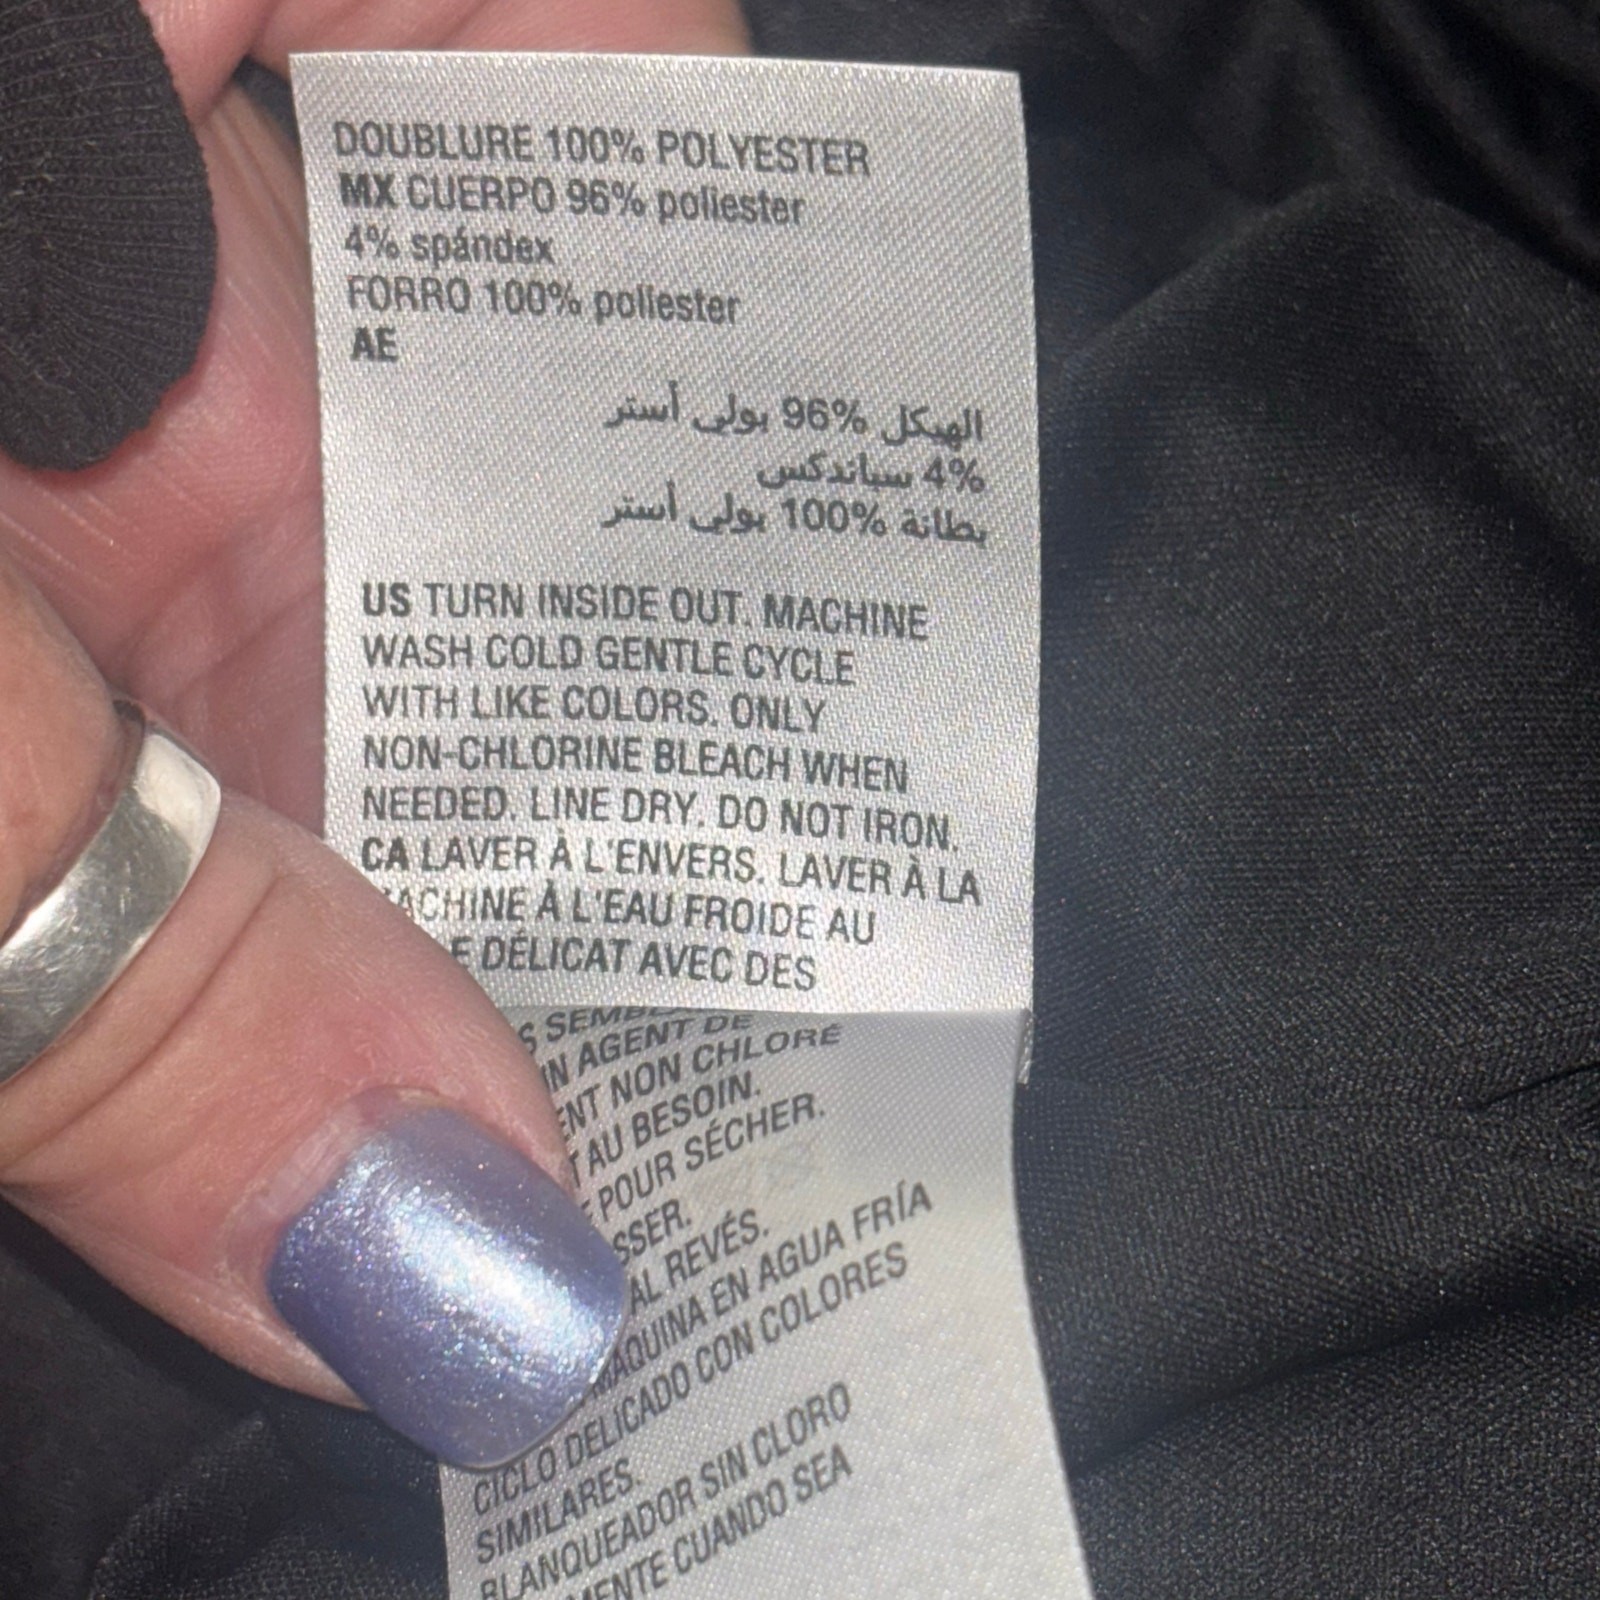 DOUBLURE 100% POLYESTER
MX CUERPO 96% poliester
4% spándex
FORRO 100% poliester
AE
الهيكل 96% بولي أستر
4% سباندكس
بطانة 100% بولي أستر
US TURN INSIDE OUT. MACHINE
WASH COLD GENTLE CYCLE
WITH LIKE COLORS. ONLY
NON-CHLORINE BLEACH WHEN
NEEDED. LINE DRY. DO NOT IRON.
CA LAVER À L'ENVERS. LAVER À LA
MACHINE À L'EAU FROIDE AU
DÉLICAT AVEC DES
AGENT DE
NON CHLORÉ
AU BESOIN.
POUR SÉCHER.
AL REVÉS.
MAQUINA EN AGUA FRÍA
CICLO DELICADO CON COLORES
SIMILARES.
BLANQUEADOR SIN CLORO
CUANDO SEA